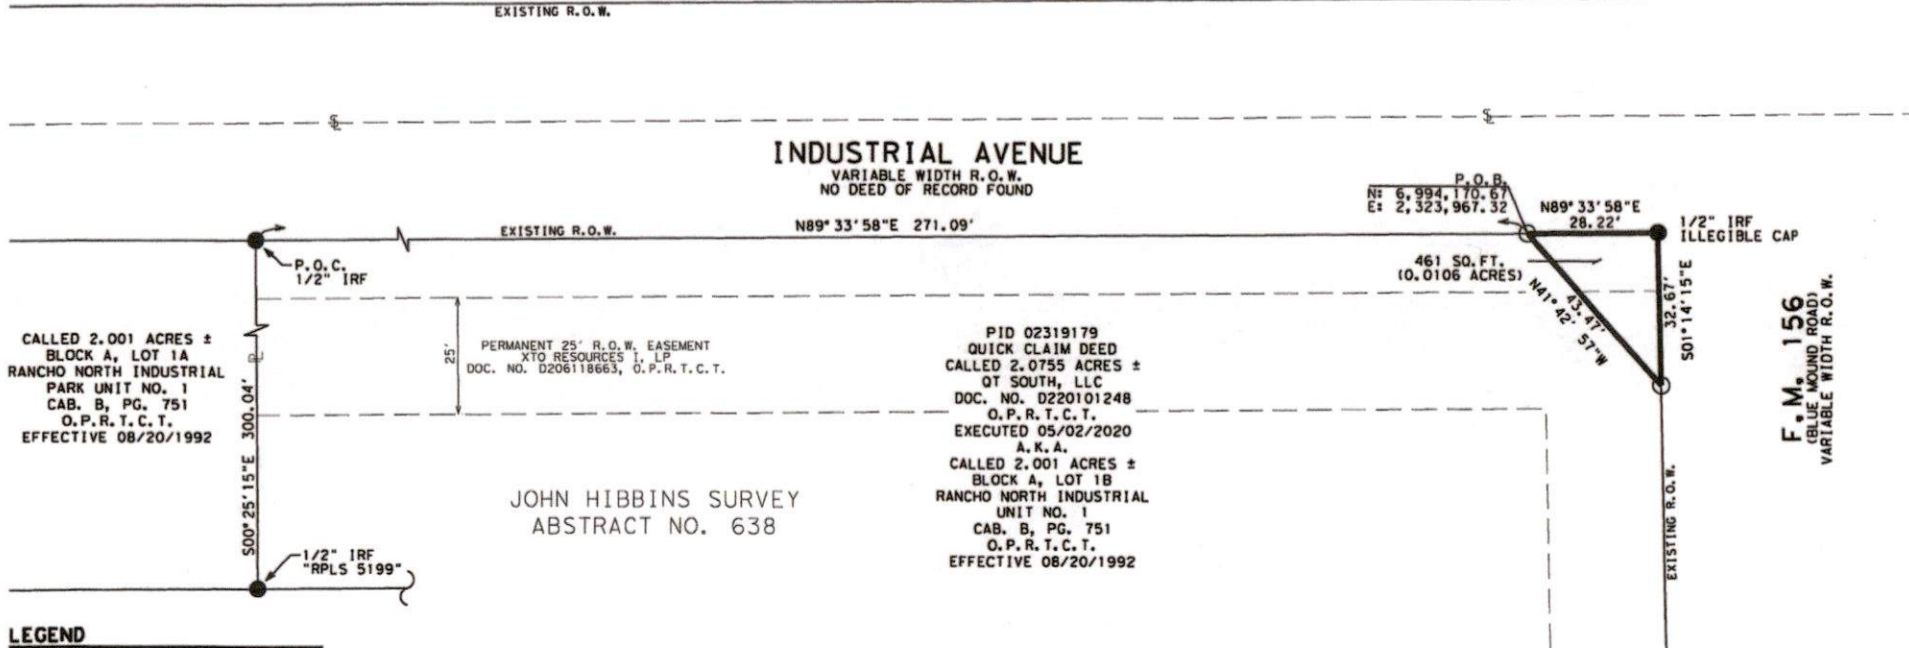 EXISTING R.O.W.
INDUSTRIAL AVENUE
VARIABLE WIDTH R.O.W.
NO DEED OF RECORD FOUND
P.O.B.
N: 6,994,170.67
E: 2,323,967.32
N89°33'58"E
28.22'
1/2" IRF
ILLEGIBLE CAP
EXISTING R.O.W.
N89°33'58"E 271.09'
P.O.C.
1/2" IRF
461 SQ.FT.
(0.0106 ACRES)
43.47'
N41°42'57"W
32.67'
S01°14'15"E
F.M. 156
(BLUE MOUND ROAD)
VARIABLE WIDTH R.O.W.
CALLED 2.001 ACRES ±
BLOCK A, LOT 1A
RANCHO NORTH INDUSTRIAL
PARK UNIT NO. 1
CAB. B, PG. 751
O.P.R.T.C.T.
EFFECTIVE 08/20/1992
S00°25'15"E 300.04'
25'
PERMANENT 25' R.O.W. EASEMENT
XTO RESOURCES I, LP
DOC. NO. D206118663, O.P.R.T.C.T.
PID 02319179
QUICK CLAIM DEED
CALLED 2.0755 ACRES ±
QT SOUTH, LLC
DOC. NO. D220101248
O.P.R.T.C.T.
EXECUTED 05/02/2020
A.K.A.
CALLED 2.001 ACRES ±
BLOCK A, LOT 1B
RANCHO NORTH INDUSTRIAL
UNIT NO. 1
CAB. B, PG. 751
O.P.R.T.C.T.
EFFECTIVE 08/20/1992
JOHN HIBBINS SURVEY
ABSTRACT NO. 638
EXISTING R.O.W.
1/2" IRF
"RPLS 5199"
LEGEND